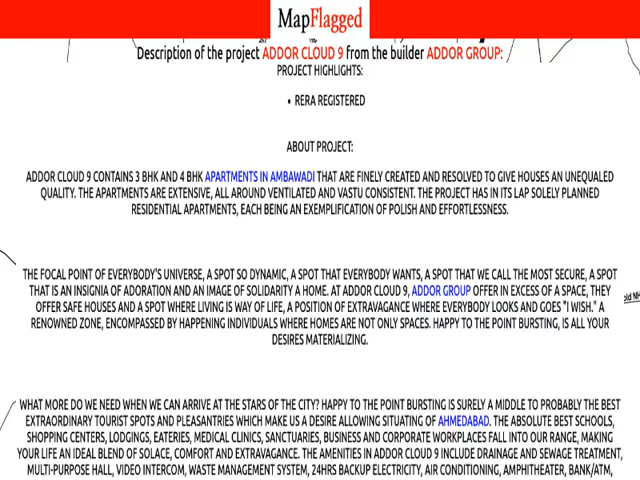 MapFlagged
Description of the project ADDOR CLOUD 9 from the builder ADDOR GROUP:
PROJECT HIGHLIGHTS:
• RERA REGISTERED
ABOUT PROJECT:
ADDOR CLOUD 9 CONTAINS 3 BHK AND 4 BHK APARTMENTS IN AMBAWADI THAT ARE FINELY CREATED AND RESOLVED TO GIVE HOUSES AN UNEQUALED
QUALITY. THE APARTMENTS ARE EXTENSIVE, ALL AROUND VENTILATED AND VASTU CONSISTENT. THE PROJECT HAS IN ITS LAP SOLELY PLANNED
RESIDENTIAL APARTMENTS, EACH BEING AN EXEMPLIFICATION OF POLISH AND EFFORTLESSNESS.
THE FOCAL POINT OF EVERYBODY'S UNIVERSE, A SPOT SO DYNAMIC, A SPOT THAT EVERYBODY WANTS, A SPOT THAT WE CALL THE MOST SECURE, A SPOT
THAT IS AN INSIGNIA OF ADORATION AND AN IMAGE OF SOLIDARITY A HOME. AT ADDOR CLOUD 9, ADDOR GROUP OFFER IN EXCESS OF A SPACE, THEY
OFFER SAFE HOUSES AND A SPOT WHERE LIVING IS WAY OF LIFE, A POSITION OF EXTRAVAGANCE WHERE EVERYBODY LOOKS AND GOES "I WISH." A
RENOWNED ZONE, ENCOMPASSED BY HAPPENING INDIVIDUALS WHERE HOMES ARE NOT ONLY SPACES. HAPPY TO THE POINT BURSTING, IS ALL YOUR
DESIRES MATERIALIZING.
WHAT MORE DO WE NEED WHEN WE CAN ARRIVE AT THE STARS OF THE CITY? HAPPY TO THE POINT BURSTING IS SURELY A MIDDLE TO PROBABLY THE BEST
EXTRAORDINARY TOURIST SPOTS AND PLEASANTRIES WHICH MAKE US A DESIRE ALLOWING SITUATING OF AHMEDABAD. THE ABSOLUTE BEST SCHOOLS,
SHOPPING CENTERS, LODGINGS, EATERIES, MEDICAL CLINICS, SANCTUARIES, BUSINESS AND CORPORATE WORKPLACES FALL INTO OUR RANGE, MAKING
YOUR LIFE AN IDEAL BLEND OF SOLACE, COMFORT AND EXTRAVAGANCE. THE AMENITIES IN ADDOR CLOUD 9 INCLUDE DRAINAGE AND SEWAGE TREATMENT,
MULTI-PURPOSE HALL, VIDEO INTERCOM, WASTE MANAGEMENT SYSTEM, 24HRS BACKUP ELECTRICITY, AIR CONDITIONING, AMPHITHEATER, BANK/ATM,